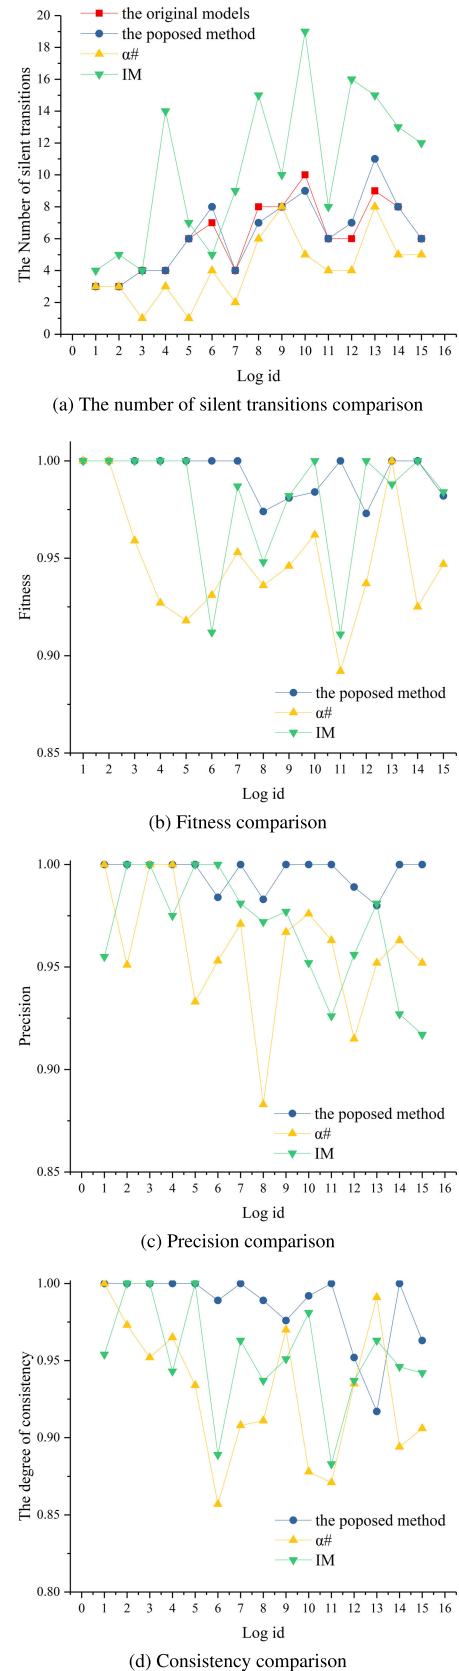 the original models
the poposed method
α#
IM
The Number of silent transitions
20
18
16
14
12
10
8
6
4
2
0
0 1 2 3 4 5 6 7 8 9 10 11 12 13 14 15 16
Log id
(a) The number of silent transitions comparison
Fitness
1.00
0.95
0.90
0.85
the poposed method
α#
IM
1 2 3 4 5 6 7 8 9 10 11 12 13 14 15
Log id
(b) Fitness comparison
Precision
1.00
0.95
0.90
0.85
the poposed method
α#
IM
0 1 2 3 4 5 6 7 8 9 10 11 12 13 14 15 16
Log id
(c) Precision comparison
The degree of consistency
1.00
0.95
0.90
0.85
0.80
the poposed method
α#
IM
0 1 2 3 4 5 6 7 8 9 10 11 12 13 14 15 16
Log id
(d) Consistency comparison